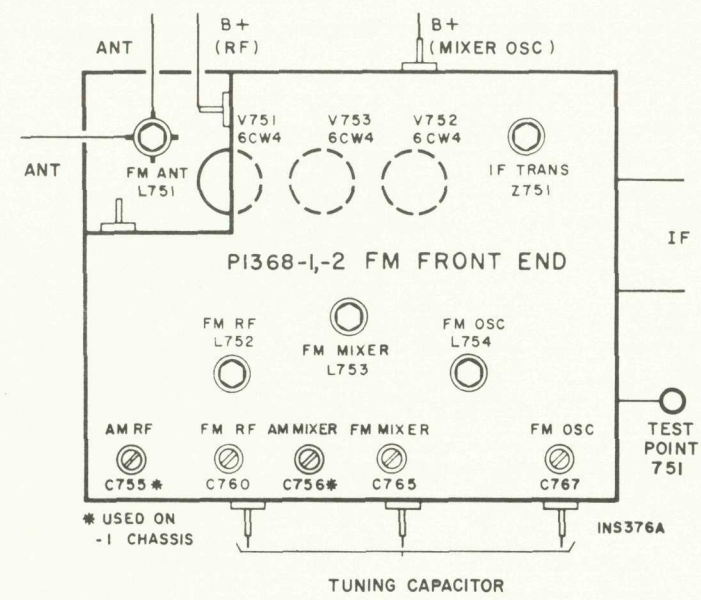 ANT
B+
(RF)
B+
(MIXER OSC)
ANT
FM ANT
L751
V751
6CW4
V753
6CW4
V752
6CW4
IF TRANS
Z751
IF
P1368-1,-2 FM FRONT END
FM RF
L752
FM MIXER
L753
FM OSC
L754
AM RF
C755*
FM RF
C760
AM MIXER
C756*
FM MIXER
C765
FM OSC
C767
TEST
POINT
751
* USED ON
-1 CHASSIS
INS376A
TUNING CAPACITOR